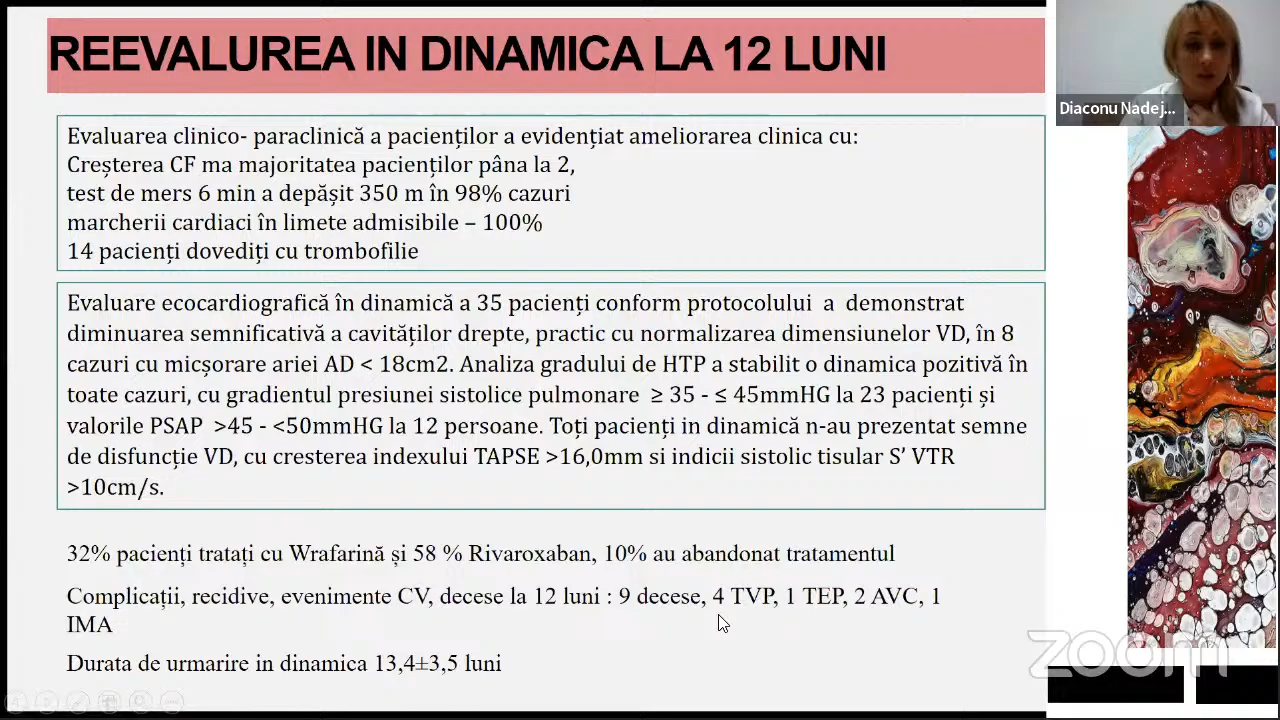 REEVALUREA IN DINAMICA LA 12 LUNI
Diaconu Nadej...
Evaluarea clinico- paraclinică a pacienților a evidențiat ameliorarea clinica cu:
Creșterea CF ma majoritatea pacienților pâna la 2,
test de mers 6 min a depășit 350 m în 98% cazuri
marcherii cardiaci în limete admisibile – 100%
14 pacienți dovediți cu trombofilie
Evaluare ecocardiografică în dinamică a 35 pacienți conform protocolului a demonstrat
diminuarea semnificativă a cavităților drepte, practic cu normalizarea dimensiunelor VD, în 8
cazuri cu micșorare ariei AD < 18cm2. Analiza gradului de HTP a stabilit o dinamica pozitivă în
toate cazuri, cu gradientul presiunei sistolice pulmonare ≥ 35 - ≤ 45mmHG la 23 pacienți și
valorile PSAP >45 - <50mmHG la 12 persoane. Toți pacienți in dinamică n-au prezentat semne
de disfuncție VD, cu cresterea indexului TAPSE >16,0mm si indicii sistolic tisular S’ VTR
>10cm/s.
32% pacienți tratați cu Wrafarină și 58 % Rivaroxaban, 10% au abandonat tratamentul
Complicații, recidive, evenimente CV, decese la 12 luni : 9 decese, 4 TVP, 1 TEP, 2 AVC, 1
IMA
Durata de urmarire in dinamica 13,4±3,5 luni
zoom